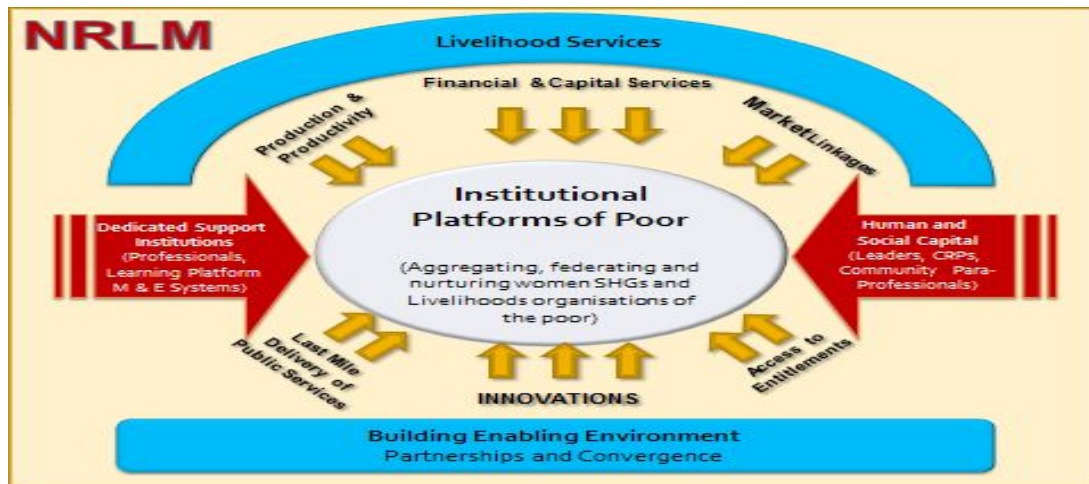 NRLM
Livelihood Services
Financial & Capital Services
Production &
Productivity
Market Linkages
Institutional
Platforms of Poor
(Aggregating, federating and
nurturing women SHGs and
Livelihoods organisations of
the poor)
Dedicated Support
Institutions
(Professionals,
Learning Platform
M & E Systems)
Human and
Social Capital
(Leaders, CRPs,
Community Para-
Professionals)
Last Mile
Delivery of
Public Services
INNOVATIONS
Access to
Entitlements
Building Enabling Environment
Partnerships and Convergence